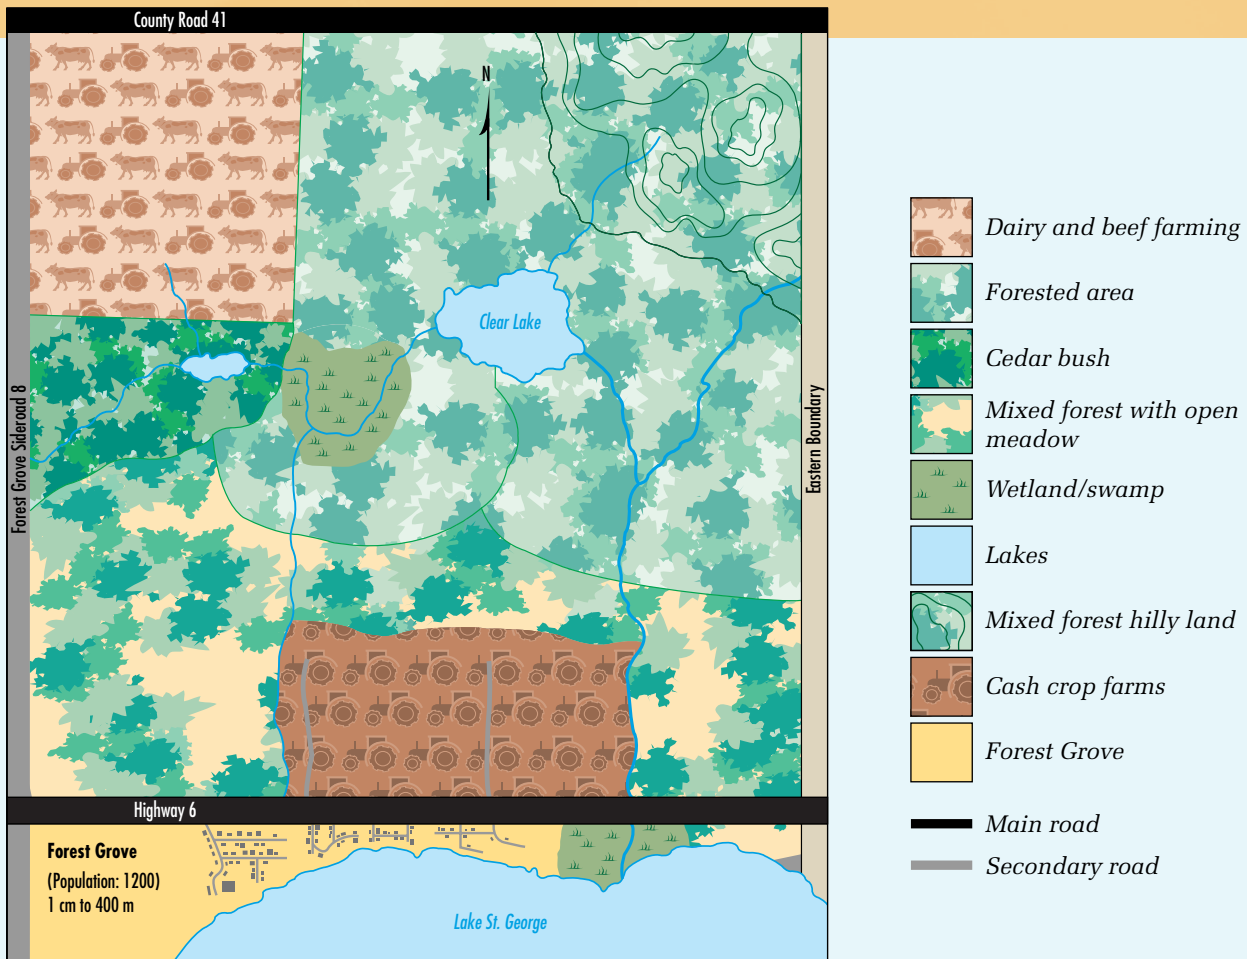 County Road 41
N
Clear Lake
Forest Grove Sideroad 8
Eastern Boundary
Highway 6
Forest Grove
(Population: 1200)
1 cm to 400 m
Lake St. George
Dairy and beef farming
Forested area
Cedar bush
Mixed forest with open
meadow
Wetland/swamp
Lakes
Mixed forest hilly land
Cash crop farms
Forest Grove
Main road
Secondary road